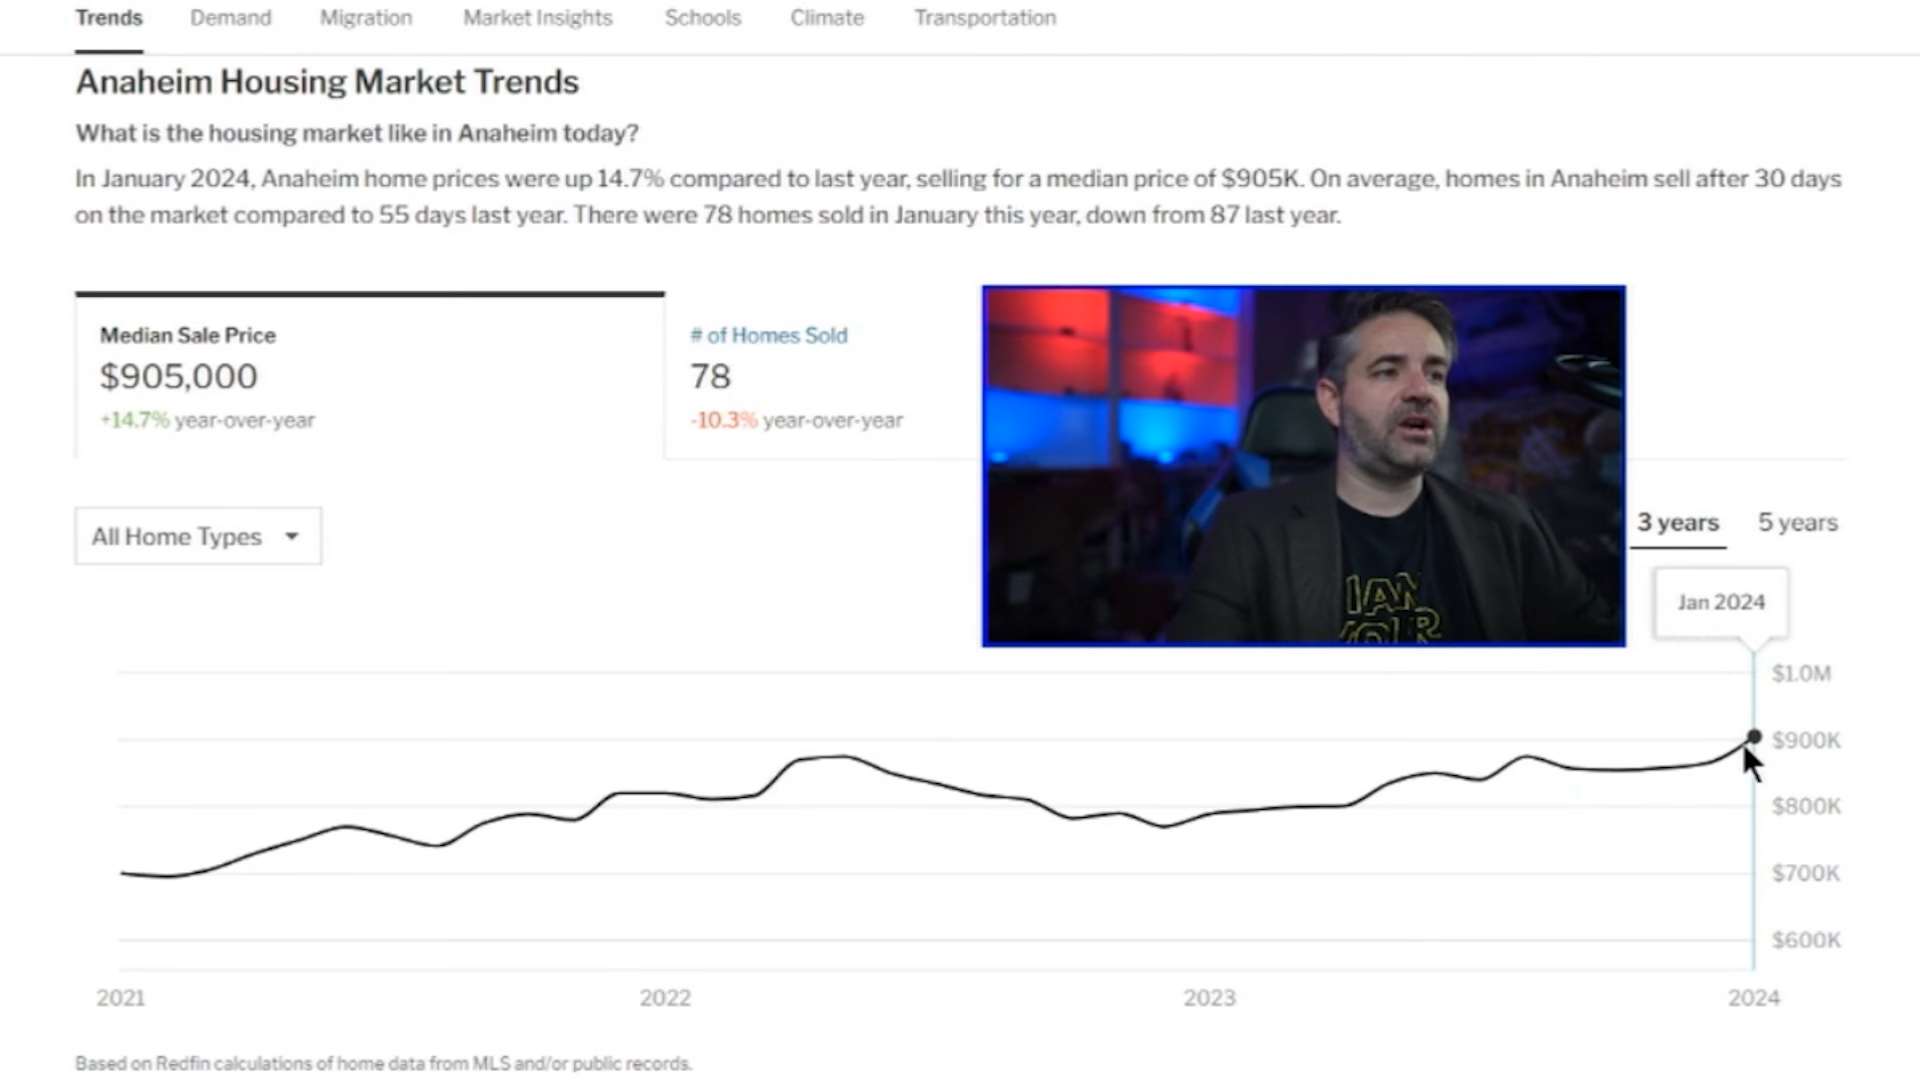 Trends Demand Migration Market Insights Schools Climate Transportation
Anaheim Housing Market Trends
What is the housing market like in Anaheim today?
In January 2024, Anaheim home prices were up 14.7% compared to last year, selling for a median price of $905K. On average, homes in Anaheim sell after 30 days
on the market compared to 55 days last year. There were 78 homes sold in January this year, down from 87 last year.
Median Sale Price
$905,000
+14.7% year-over-year
# of Homes Sold
78
-10.3% year-over-year
I AM
YOUR
All Home Types
3 years 5 years
Jan 2024
$1.0M
$900K
$800K
$700K
$600K
2021 2022 2023 2024
Based on Redfin calculations of home data from MLS and/or public records.